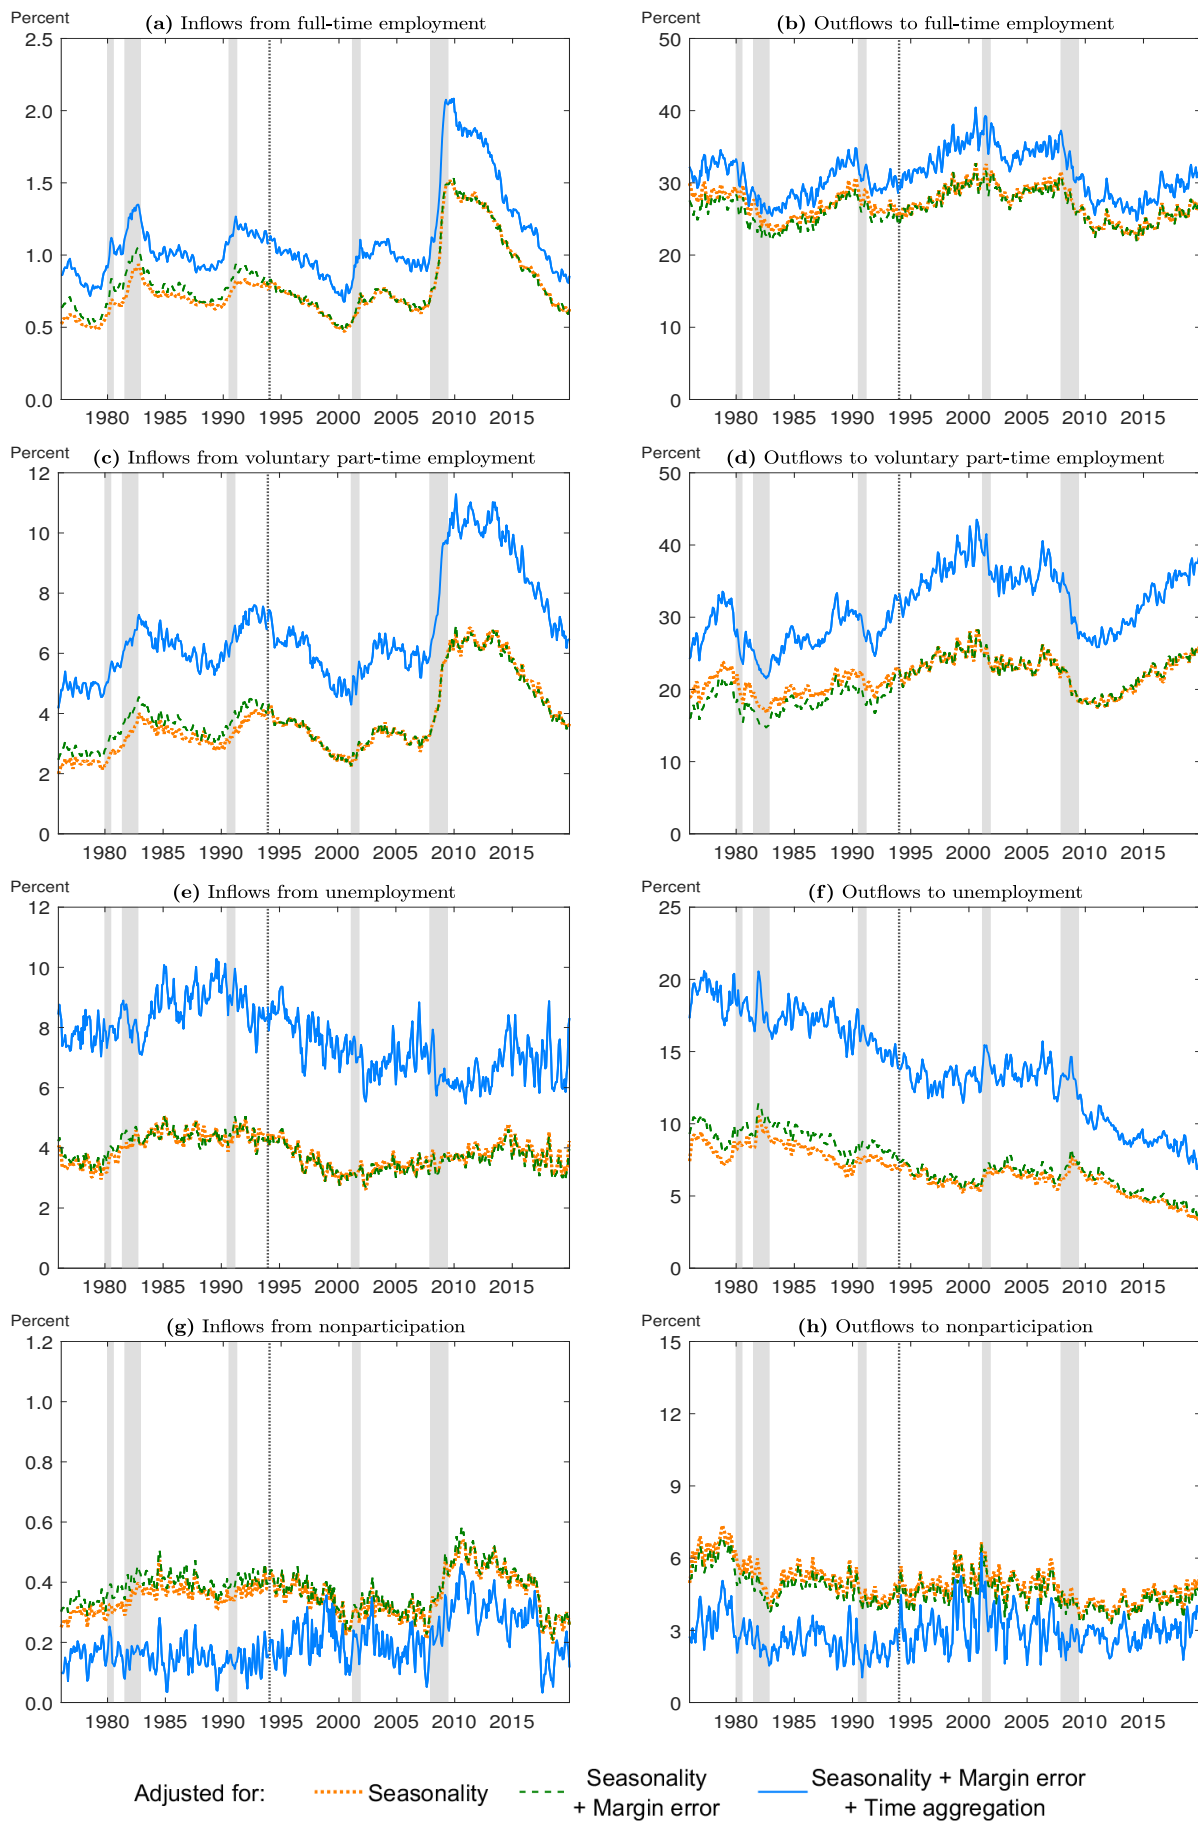 Percent
(a) Inflows from full-time employment
2.5
2.0
1.5
1.0
0.5
0.0
1980 1985 1990 1995 2000 2005 2010 2015
Percent
(b) Outflows to full-time employment
50
40
30
20
10
0
1980 1985 1990 1995 2000 2005 2010 2015
Percent
(c) Inflows from voluntary part-time employment
12
10
8
6
4
2
0
1980 1985 1990 1995 2000 2005 2010 2015
Percent
(d) Outflows to voluntary part-time employment
50
40
30
20
10
0
1980 1985 1990 1995 2000 2005 2010 2015
Percent
(e) Inflows from unemployment
12
10
8
6
4
2
0
1980 1985 1990 1995 2000 2005 2010 2015
Percent
(f) Outflows to unemployment
25
20
15
10
5
0
1980 1985 1990 1995 2000 2005 2010 2015
Percent
(g) Inflows from nonparticipation
1.2
1.0
0.8
0.6
0.4
0.2
0.0
1980 1985 1990 1995 2000 2005 2010 2015
Percent
(h) Outflows to nonparticipation
15
12
9
6
3
0
1980 1985 1990 1995 2000 2005 2010 2015
Adjusted for:
Seasonality
Seasonality
+ Margin error
Seasonality + Margin error
+ Time aggregation